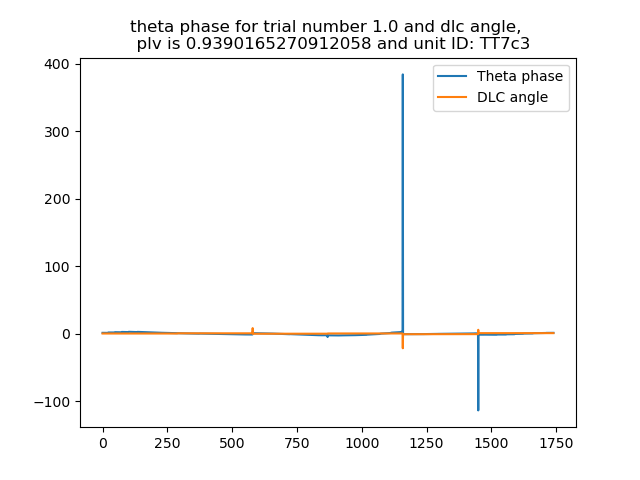 theta phase for trial number 1.0 and dlc angle,
plv is 0.9390165270912058 and unit ID: TT7c3
400
Theta phase
DLC angle
300
200
100
0
−100
0 250 500 750 1000 1250 1500 1750